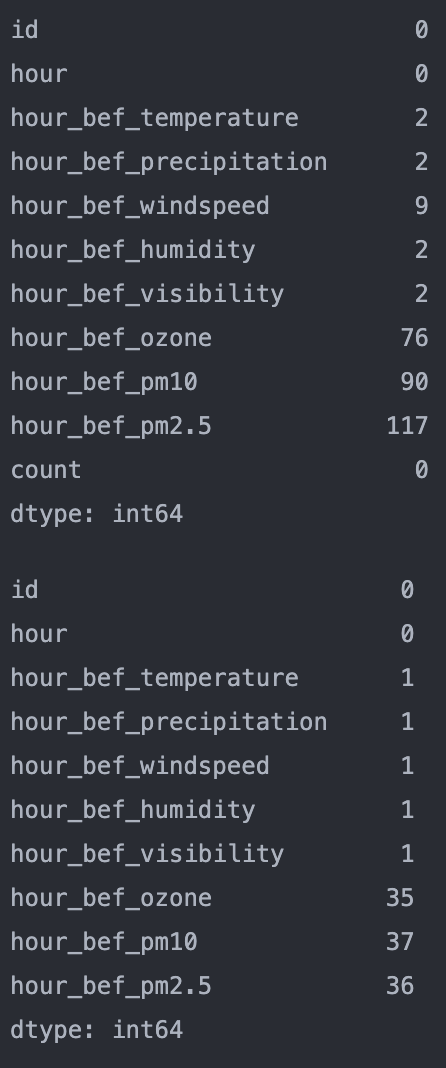 id 0
hour 0
hour_bef_temperature 2
hour_bef_precipitation 2
hour_bef_windspeed 9
hour_bef_humidity 2
hour_bef_visibility 2
hour_bef_ozone 76
hour_bef_pm10 90
hour_bef_pm2.5 117
count 0
dtype: int64
id 0
hour 0
hour_bef_temperature 1
hour_bef_precipitation 1
hour_bef_windspeed 1
hour_bef_humidity 1
hour_bef_visibility 1
hour_bef_ozone 35
hour_bef_pm10 37
hour_bef_pm2.5 36
dtype: int64